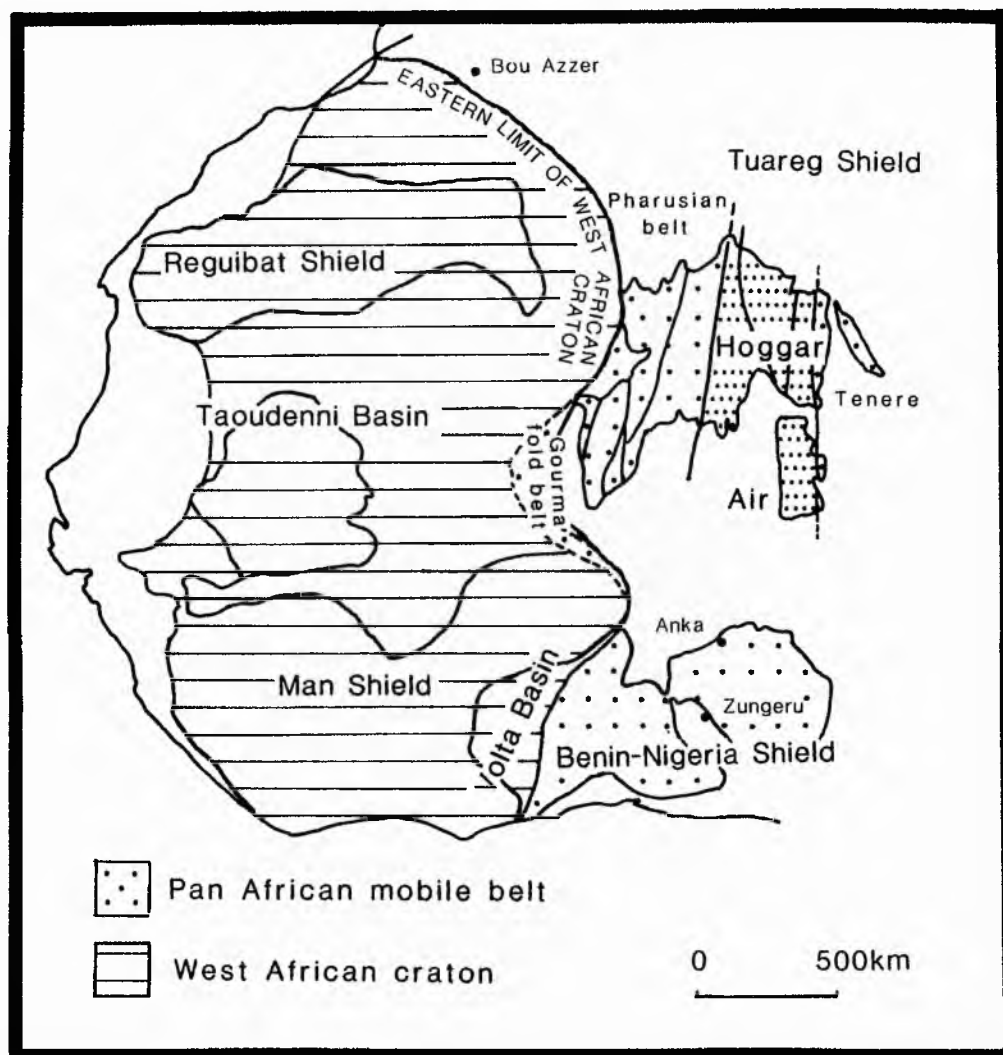 Bou Azzer
EASTERN LIMIT OF WEST AFRICAN
CRATON
Tuareg Shield
Pharusian
belt
Reguibat Shield
Hoggar
Tenere
Taoudenni Basin
Gourma
fold belt
Air
Anka
Man Shield
Volta Basin
Zungeru
Benin-Nigeria Shield
Pan African mobile belt
West African craton
0 500km